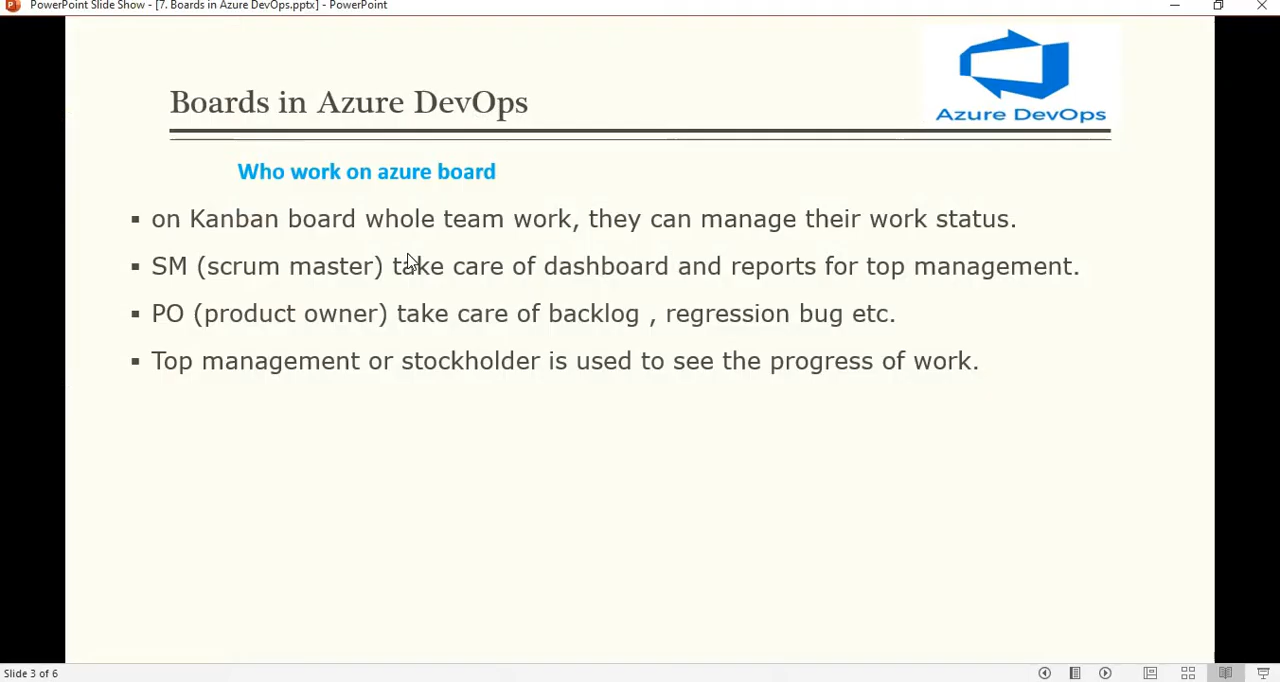 PowerPoint Slide Show - [7. Boards in Azure DevOps.pptx] - PowerPoint
Boards in Azure DevOps
Azure DevOps
Who work on azure board
▪ on Kanban board whole team work, they can manage their work status.
▪ SM (scrum master) take care of dashboard and reports for top management.
▪ PO (product owner) take care of backlog , regression bug etc.
▪ Top management or stockholder is used to see the progress of work.
Slide 3 of 6